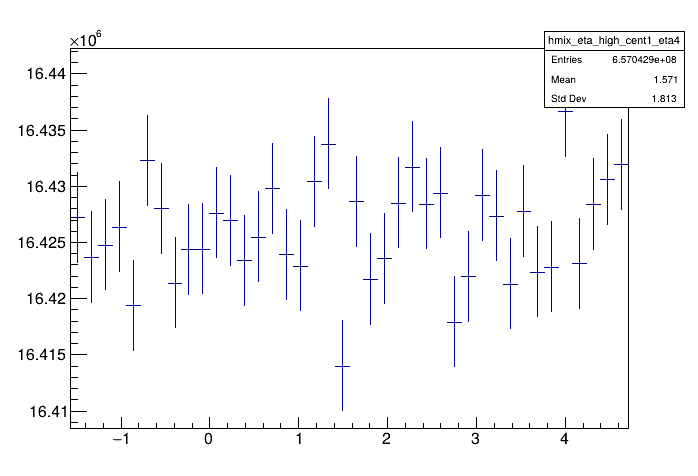 ×10⁶
hmix_eta_high_cent1_eta4
Entries 6.570429e+08
Mean 1.571
Std Dev 1.813
16.44
16.435
16.43
16.425
16.42
16.415
16.41
−1 0 1 2 3 4